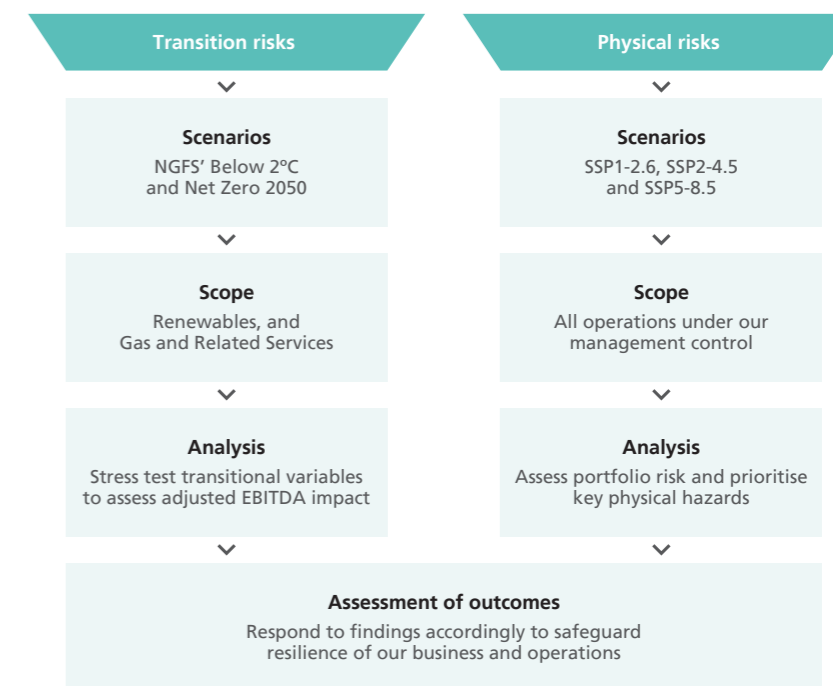 Transition risks
Scenarios
NGFS' Below 2ºC
and Net Zero 2050
Scope
Renewables, and
Gas and Related Services
Analysis
Stress test transitional variables
to assess adjusted EBITDA impact
Physical risks
Scenarios
SSP1-2.6, SSP2-4.5
and SSP5-8.5
Scope
All operations under our
management control
Analysis
Assess portfolio risk and prioritise
key physical hazards
Assessment of outcomes
Respond to findings accordingly to safeguard
resilience of our business and operations